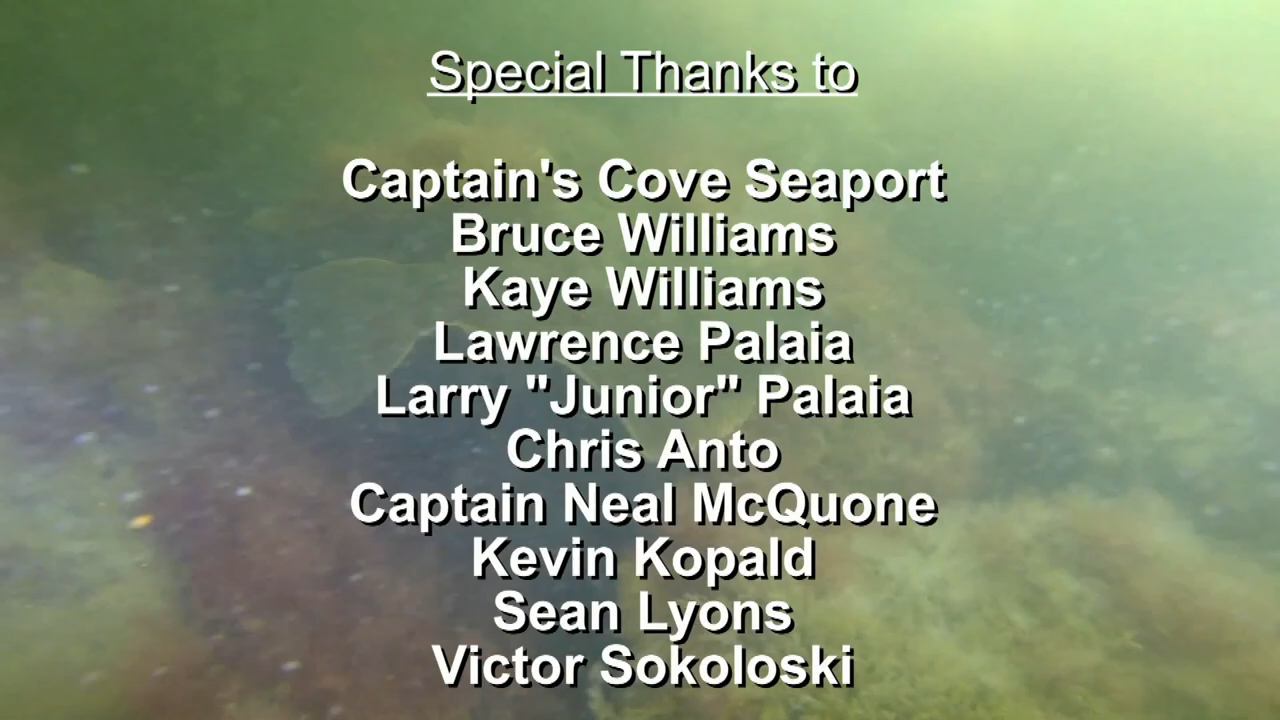 Special Thanks to
Captain's Cove Seaport
Bruce Williams
Kaye Williams
Lawrence Palaia
Larry "Junior" Palaia
Chris Anto
Captain Neal McQuone
Kevin Kopald
Sean Lyons
Victor Sokoloski